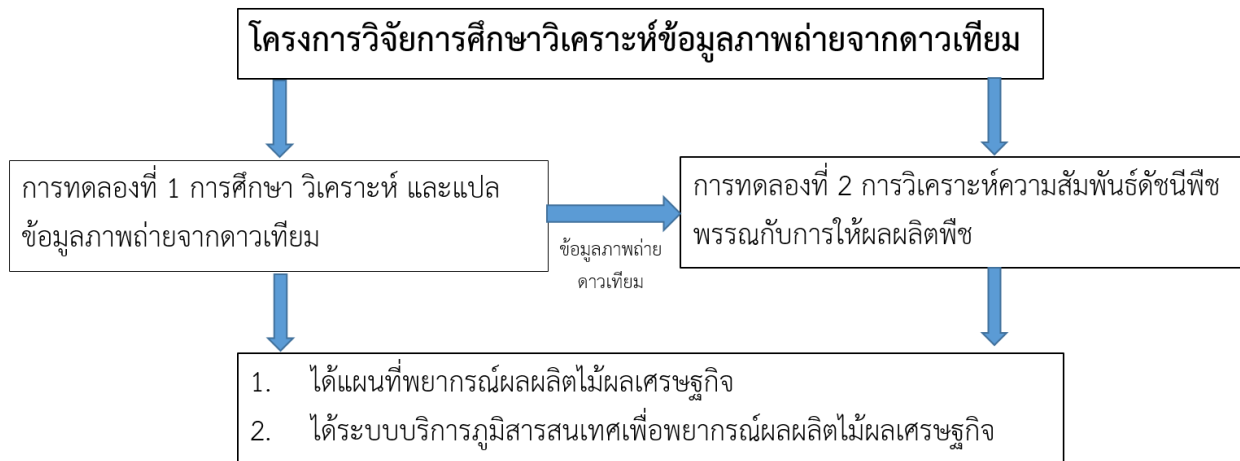 โครงการวิจัยการศึกษาวิเคราะห์ข้อมูลภาพถ่ายจากดาวเทียม
การทดลองที่ 1 การศึกษา วิเคราะห์ และแปล
ข้อมูลภาพถ่ายจากดาวเทียม
ข้อมูลภาพถ่าย
ดาวเทียม
การทดลองที่ 2 การวิเคราะห์ความสัมพันธ์ดัชนีพืช
พรรณกับการให้ผลผลิตพืช
1. ได้แผนที่พยากรณ์ผลผลิตไม้ผลเศรษฐกิจ
2. ได้ระบบบริการภูมิสารสนเทศเพื่อพยากรณ์ผลผลิตไม้ผลเศรษฐกิจ